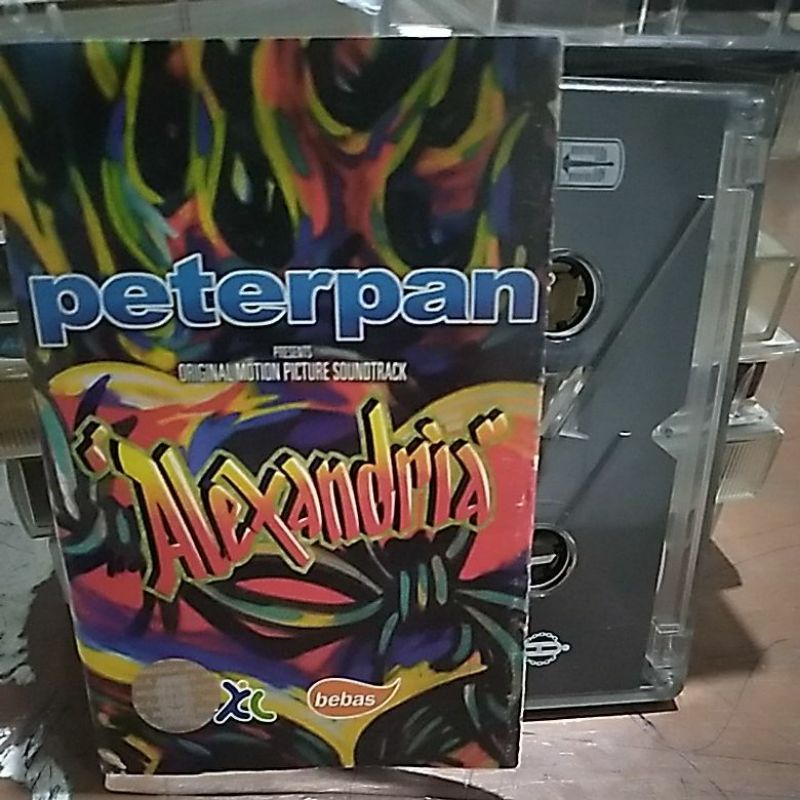 peterpan
PRESENTS
ORIGINAL MOTION PICTURE SOUNDTRACK
"Alexandria"
XL
bebas